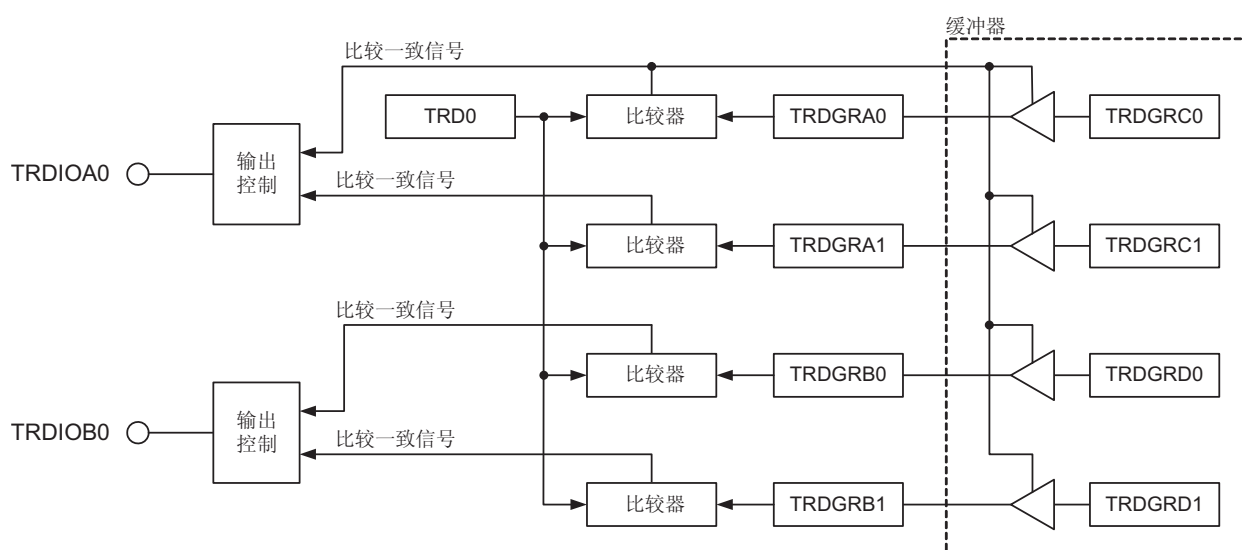 缓冲器
比较一致信号
TRD0
比较器
TRDGRA0
TRDGRC0
TRDIOA0
输出
控制
比较一致信号
比较器
TRDGRA1
TRDGRC1
比较一致信号
比较器
TRDGRB0
TRDGRD0
TRDIOB0
输出
控制
比较一致信号
比较器
TRDGRB1
TRDGRD1